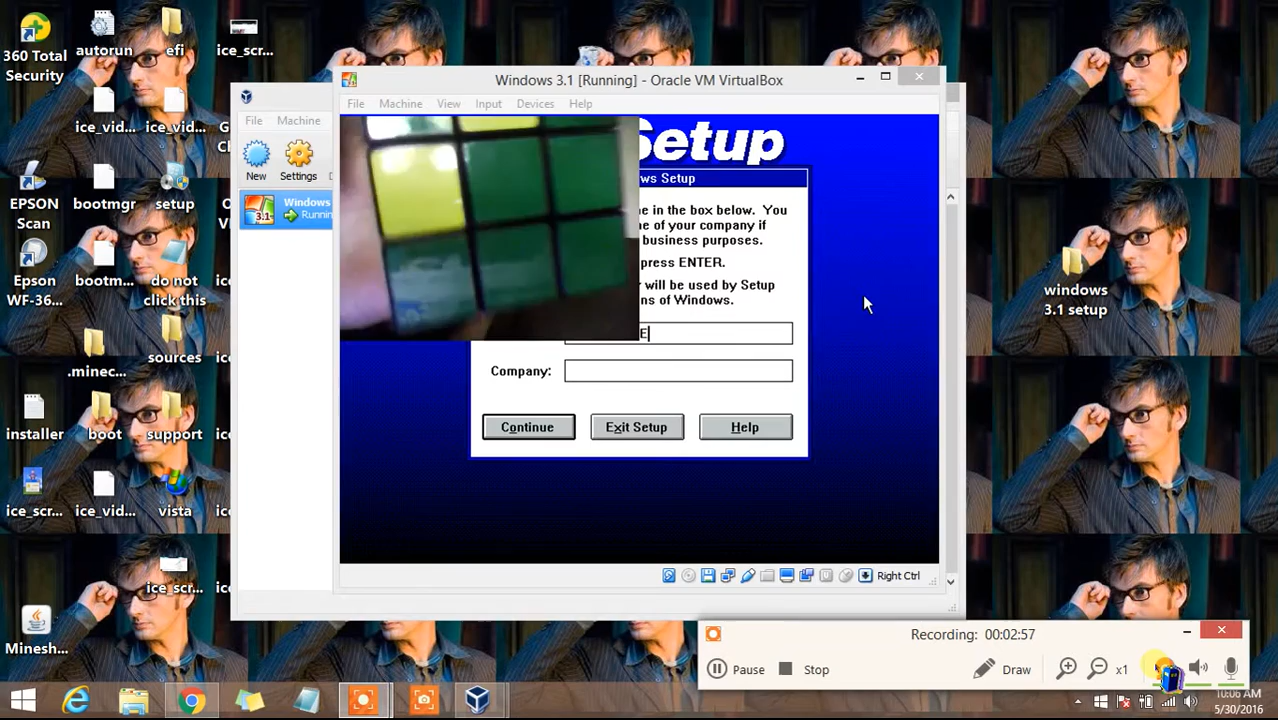 360 Total
Security
autorun
efi
ice_scr...
ice_vid...
ice_vid...
EPSON
Scan
bootmgr
setup
Epson
WF-36...
bootm...
do not
click this
.minec...
sources
installer
boot
support
ice_scr...
ice_vid...
vista
ice_scr...
Minesh...
windows
3.1 setup
File
Machine
New
Settings
Windows
Running
3.1
Windows 3.1 [Running] - Oracle VM VirtualBox
File
Machine
View
Input
Devices
Help
Setup
ws Setup
e in the box below. You
e of your company if
business purposes.
press ENTER.
will be used by Setup
ns of Windows.
E
Company:
Continue
Exit Setup
Help
Right Ctrl
Recording: 00:02:57
Pause
Stop
Draw
x1
10:06 AM
5/30/2016